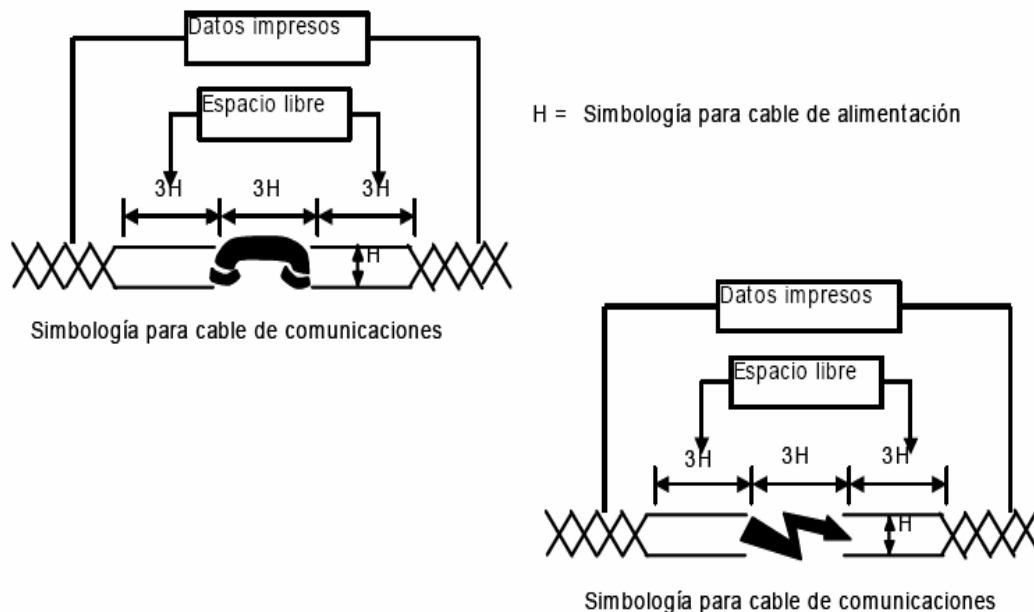 Datos impresos
Espacio libre
H = Simbología para cable de alimentación
3H 3H 3H
H
Simbología para cable de comunicaciones
Datos impresos
Espacio libre
3H 3H 3H
H
Simbología para cable de comunicaciones